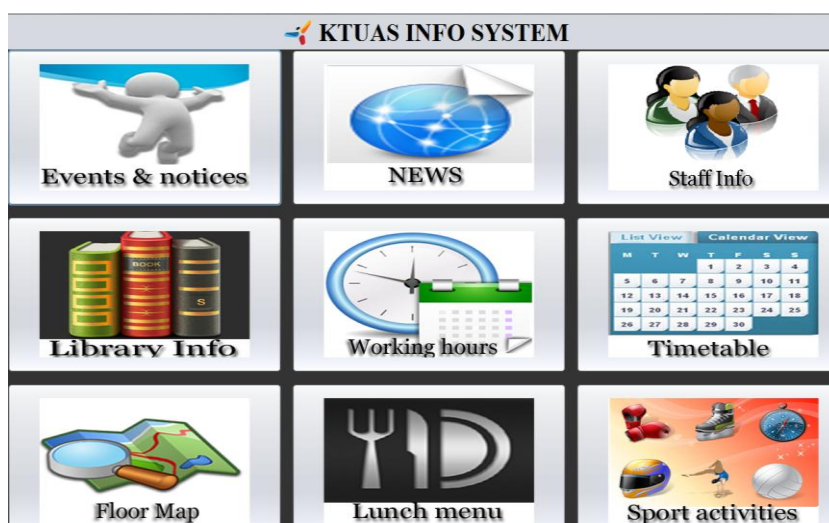 KTUAS INFO SYSTEM
Events & notices
NEWS
Staff Info
BOOK
S
Library Info
Working hours
List View Calendar View
M T W T F S S
1 2 3 4
5 6 7 8 9 10 11
12 13 14 15 16 17 18
19 20 21 22 23 24 25
26 27 28 29 30
Timetable
Floor Map
Lunch menu
Sport activities